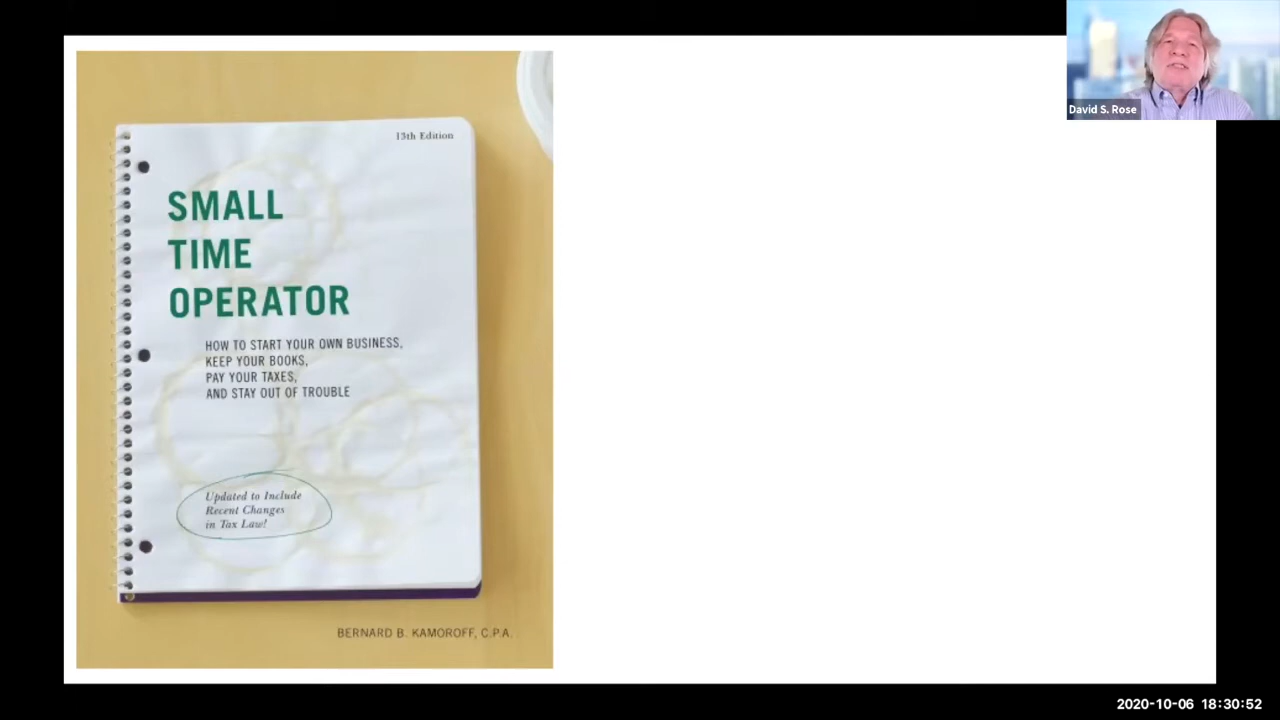 David S. Rose
13th Edition
SMALL
TIME
OPERATOR
HOW TO START YOUR OWN BUSINESS,
KEEP YOUR BOOKS,
PAY YOUR TAXES,
AND STAY OUT OF TROUBLE
Updated to Include
Recent Changes
in Tax Law!
BERNARD B. KAMOROFF, C.P.A.
2020-10-06 18:30:52